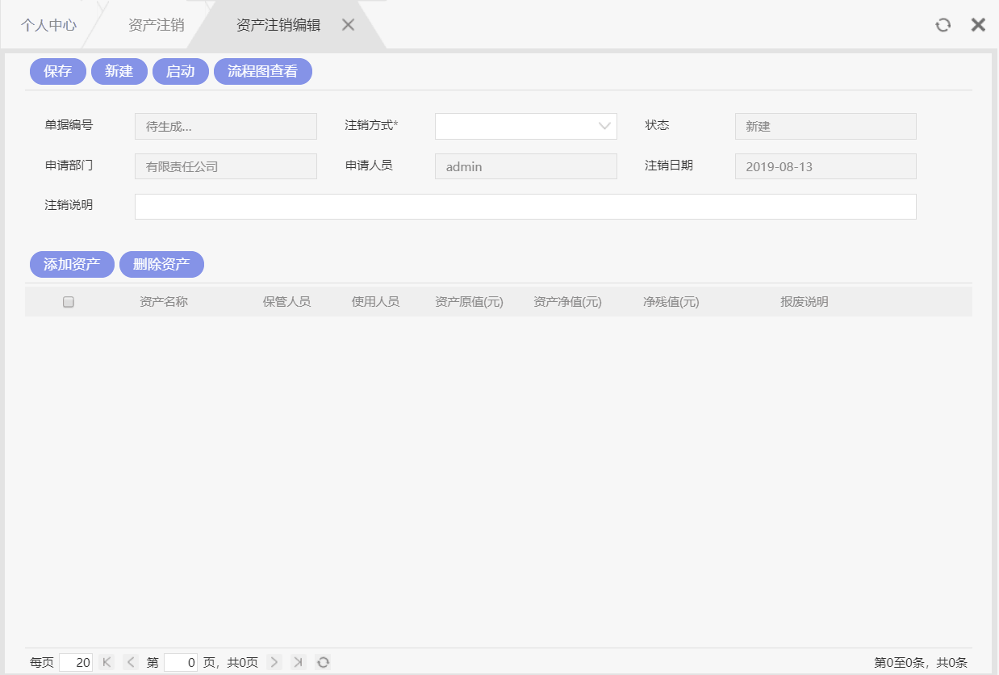 个人中心 资产注销 资产注销编辑
保存 新建 启动 流程图查看
单据编号 待生成... 注销方式* 状态 新建
申请部门 有限责任公司 申请人员 admin 注销日期 2019-08-13
注销说明
添加资产 删除资产
资产名称 保管人员 使用人员 资产原值(元) 资产净值(元) 净残值(元) 报废说明
每页 20 第 0 页，共0页 第0至0条，共0条